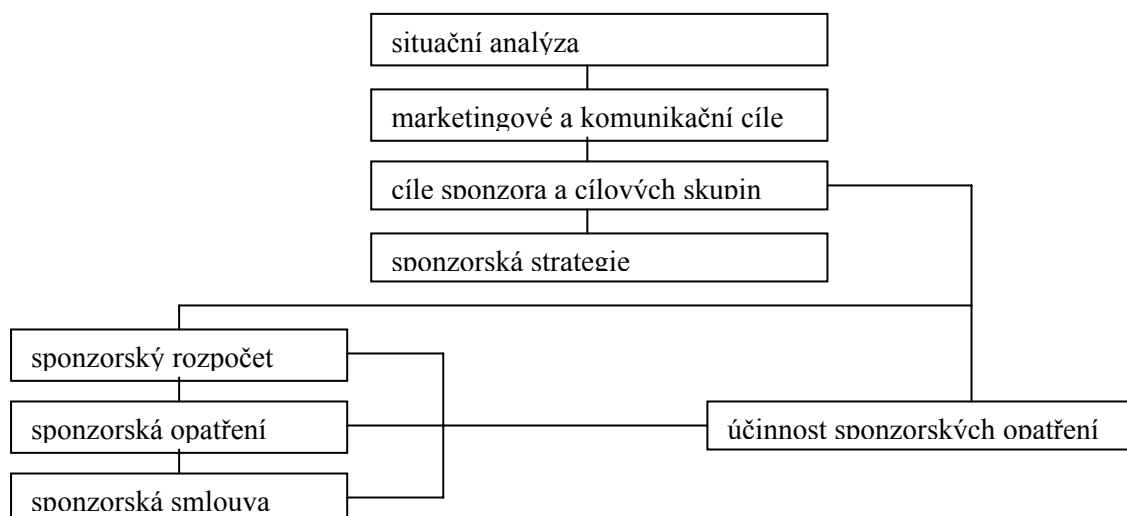 situační analýza
marketingové a komunikační cíle
cíle sponzora a cílových skupin
sponzorská strategie
sponzorský rozpočet
sponzorská opatření
účinnost sponzorských opatření
sponzorská smlouva